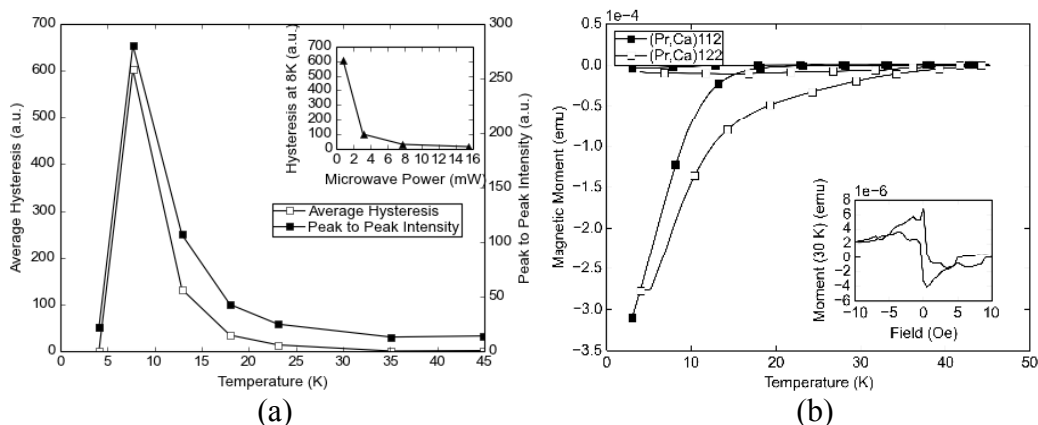 700
600
500
400
300
200
100
0
Average Hysteresis (a.u.)
0 5 10 15 20 25 30 35 40 45
Temperature (K)
300
250
200
150
100
50
0
Peak to Peak Intensity (a.u.)
Hysteresis at 8K (a.u.)
700
600
500
400
300
200
100
0
0 2 4 6 8 10 12 14 16
Microwave Power (mW)
Average Hysteresis
Peak to Peak Intensity
(a)
1e-4
0.5
0.0
−0.5
−1.0
−1.5
−2.0
−2.5
−3.0
−3.5
Magnetic Moment (emu)
(Pr,Ca)112
(Pr,Ca)122
0 10 20 30 40 50
Temperature (K)
1e−6
8
6
4
2
0
−2
−4
−6
Moment (30 K) (emu)
−10 −5 0 5 10
Field (Oe)
(b)